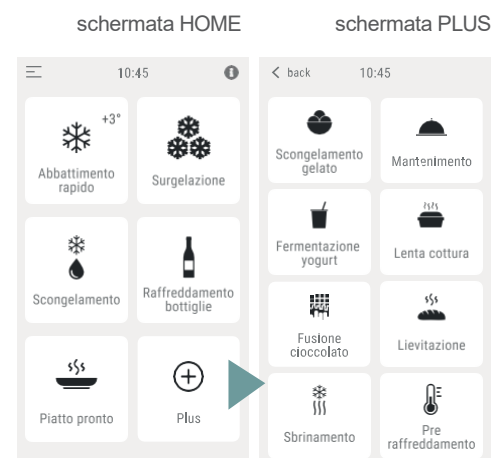 schermata HOME
10:45
+3°
Abbattimento
rapido
Surgelazione
Scongelamento
Raffreddamento
bottiglie
Piatto pronto
Plus
schermata PLUS
back
10:45
Scongelamento
gelato
Mantenimento
Fermentazione
yogurt
Lenta cottura
Fusione
cioccolato
Lievitazione
Sbrinamento
Pre
raffreddamento